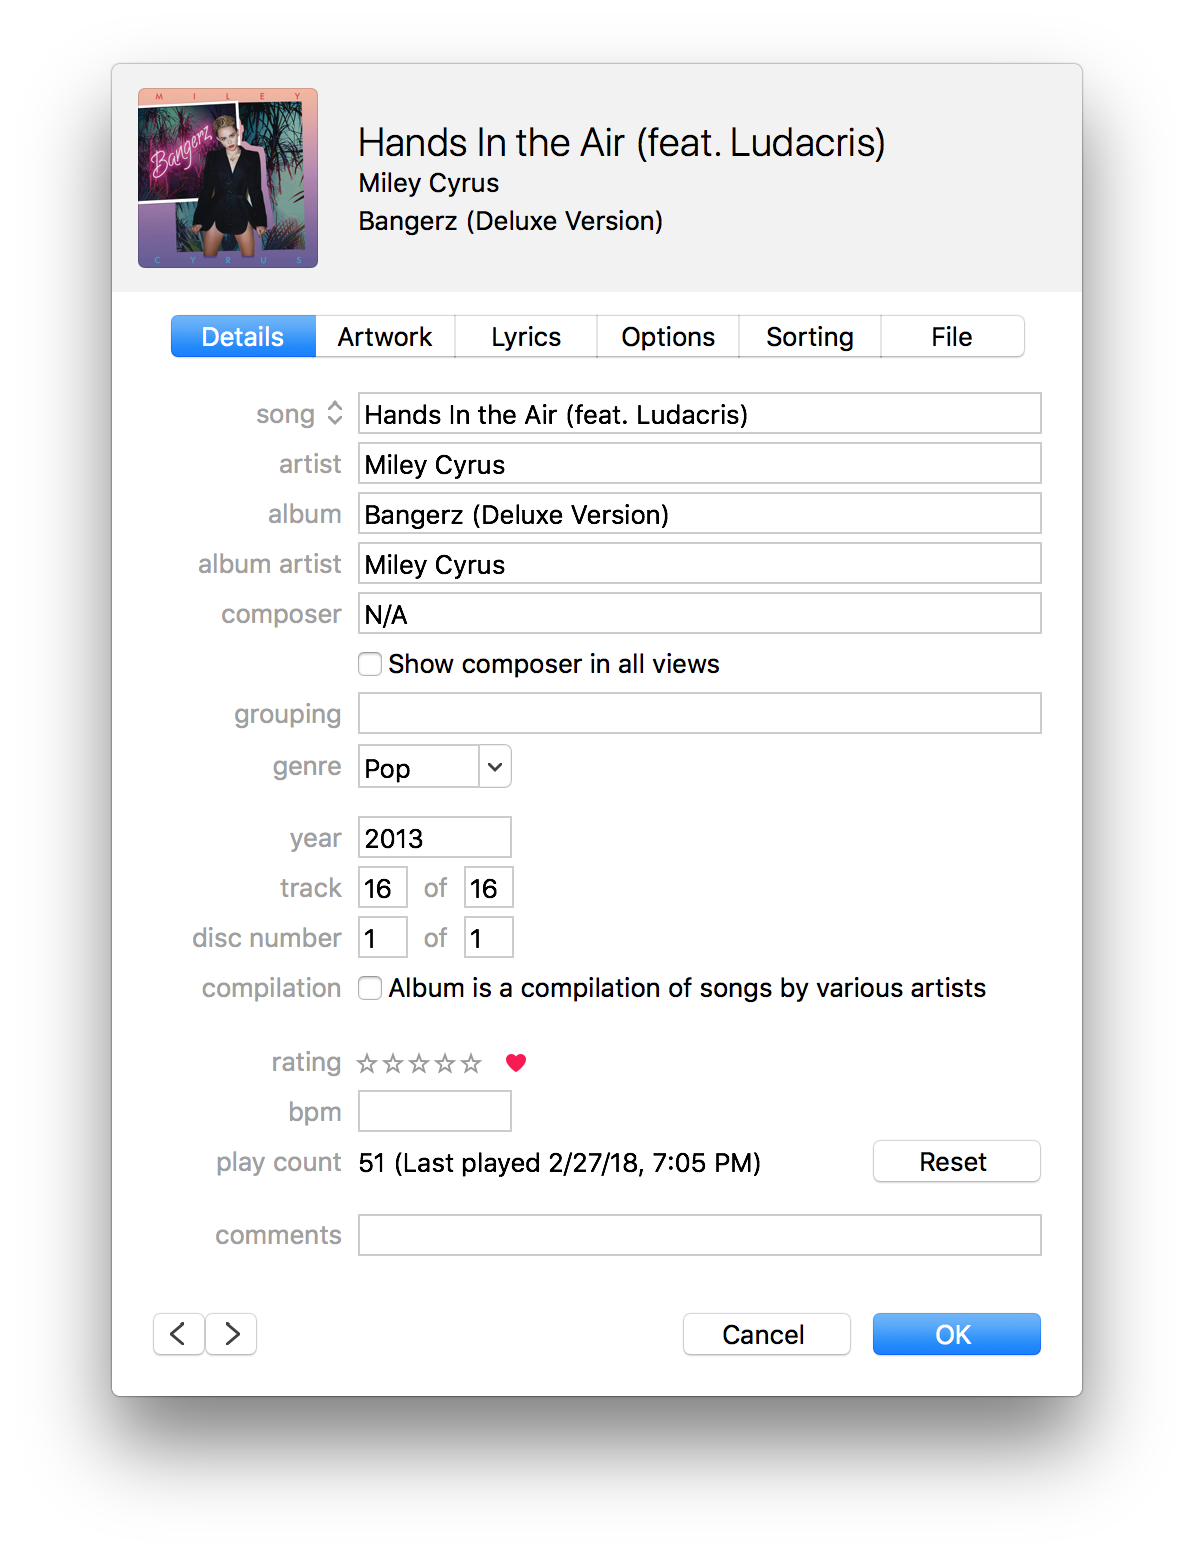 MILEY
Bangerz
CYRUS
Hands In the Air (feat. Ludacris)
Miley Cyrus
Bangerz (Deluxe Version)
Details Artwork Lyrics Options Sorting File
song Hands In the Air (feat. Ludacris)
artist Miley Cyrus
album Bangerz (Deluxe Version)
album artist Miley Cyrus
composer N/A
Show composer in all views
grouping
genre Pop
year 2013
track 16 of 16
disc number 1 of 1
compilation Album is a compilation of songs by various artists
rating
bpm
play count 51 (Last played 2/27/18, 7:05 PM) Reset
comments
Cancel OK